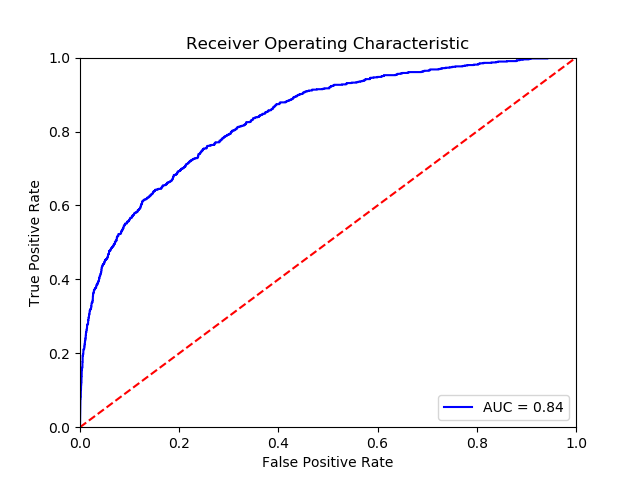 Receiver Operating Characteristic
True Positive Rate
1.0
0.8
0.6
0.4
0.2
0.0
AUC = 0.84
0.0 0.2 0.4 0.6 0.8 1.0
False Positive Rate